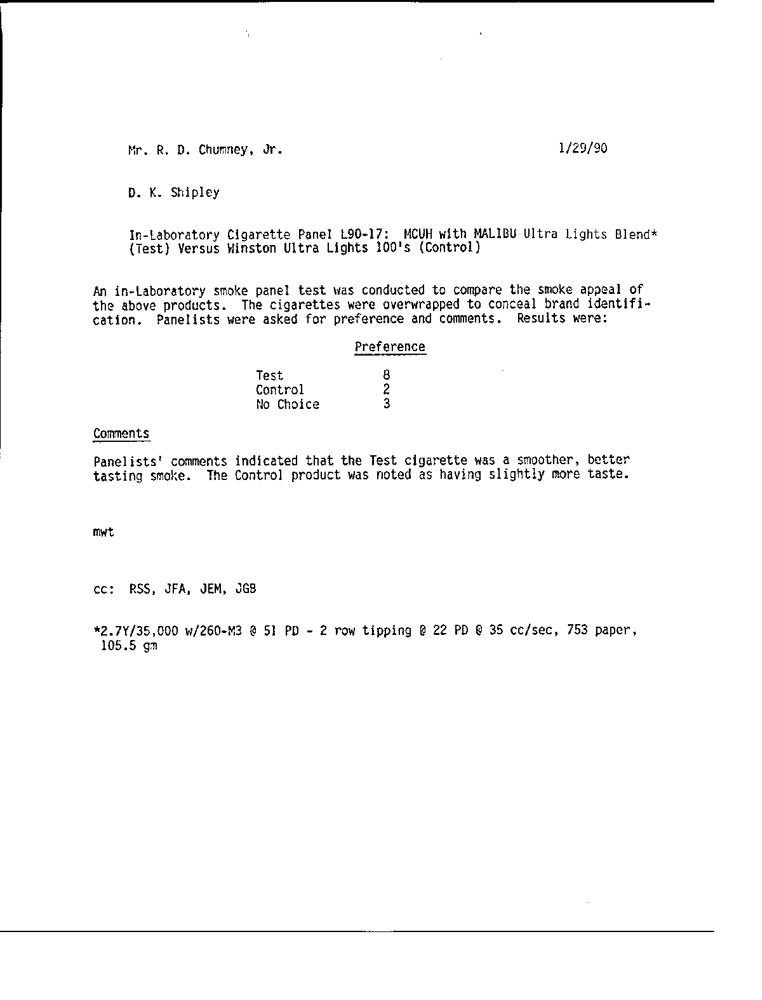 Mr. R. D. Chumney, Jr. 1/29/90
D. K. Shipley
In-Laboratory Cigarette Panel L90-17: MCUH with MALIBU Ultra Lights Blend*
(Test) Versus Winston Ultra Lights 100's (Control)
An in-Laboratory smoke panel test was conducted to compare the smoke appeal of
the above products. The cigarettes were overwrapped to conceal brand identifi-
cation. Panelists were asked for preference and comments. Results were:
Preference
Test 8
Control 2
No Choice 3
Comments
Panelists' comments indicated that the Test cigarette was a smoother, better
tasting smoke. The Control product was noted as having slightly more taste.
mwt
cc: RSS, JFA, JEM, JGB
*2.7Y/35,000 w/260-M3 @ 51 PD - 2 row tipping @ 22 PD @ 35 cc/sec, 753 paper,
105.5 gm